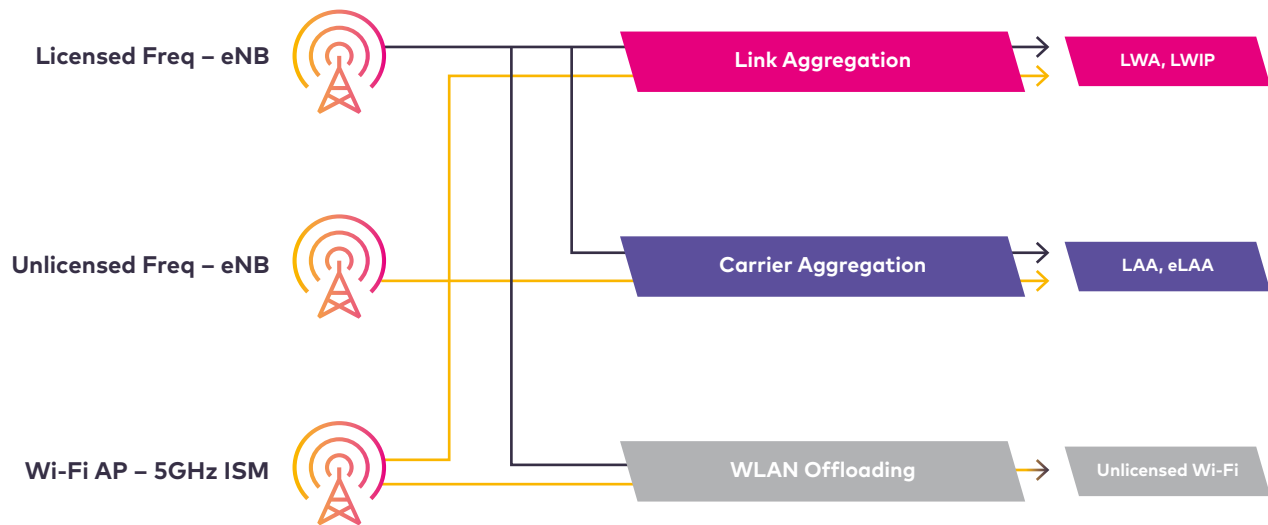 Licensed Freq – eNB
Link Aggregation
LWA, LWIP
Unlicensed Freq – eNB
Carrier Aggregation
LAA, eLAA
Wi-Fi AP – 5GHz ISM
WLAN Offloading
Unlicensed Wi-Fi